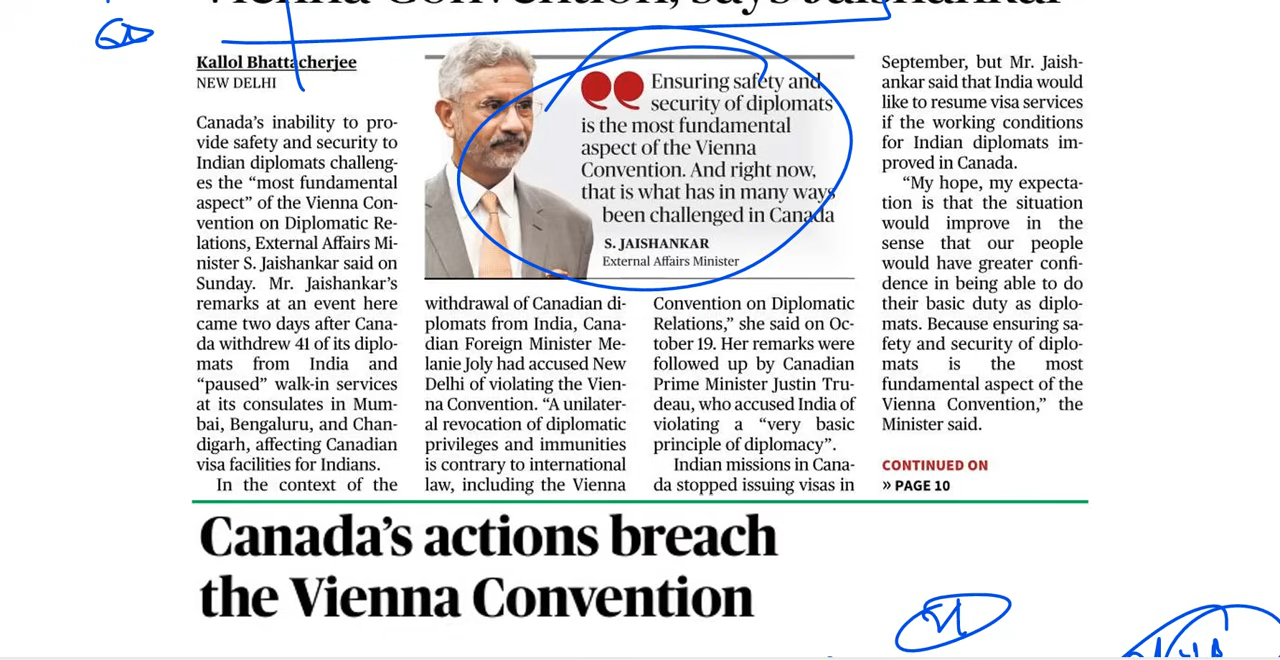 Vienna Convention, says Jaishankar
Kallol Bhattacherjee
NEW DELHI
Canada's inability to pro-
vide safety and security to
Indian diplomats challeng-
es the “most fundamental
aspect” of the Vienna Con-
vention on Diplomatic Re-
lations, External Affairs Mi-
nister S. Jaishankar said on
Sunday. Mr. Jaishankar's
remarks at an event here
came two days after Cana-
da withdrew 41 of its diplo-
mats from India and
“paused” walk-in services
at its consulates in Mum-
bai, Bengaluru, and Chan-
digarh, affecting Canadian
visa facilities for Indians.
In the context of the
Ensuring safety and
security of diplomats
is the most fundamental
aspect of the Vienna
Convention. And right now,
that is what has in many ways
been challenged in Canada
S. JAISHANKAR
External Affairs Minister
withdrawal of Canadian di-
plomats from India, Cana-
dian Foreign Minister Me-
lanie Joly had accused New
Delhi of violating the Vien-
na Convention. “A unilater-
al revocation of diplomatic
privileges and immunities
is contrary to international
law, including the Vienna
Convention on Diplomatic
Relations,” she said on Oc-
tober 19. Her remarks were
followed up by Canadian
Prime Minister Justin Tru-
deau, who accused India of
violating a “very basic
principle of diplomacy”.
Indian missions in Cana-
da stopped issuing visas in
September, but Mr. Jaish-
ankar said that India would
like to resume visa services
if the working conditions
for Indian diplomats im-
proved in Canada.
“My hope, my expecta-
tion is that the situation
would improve in the
sense that our people
would have greater confi-
dence in being able to do
their basic duty as diplo-
mats. Because ensuring sa-
fety and security of diplo-
mats is the most
fundamental aspect of the
Vienna Convention,” the
Minister said.
CONTINUED ON
» PAGE 10
Canada's actions breach
the Vienna Convention